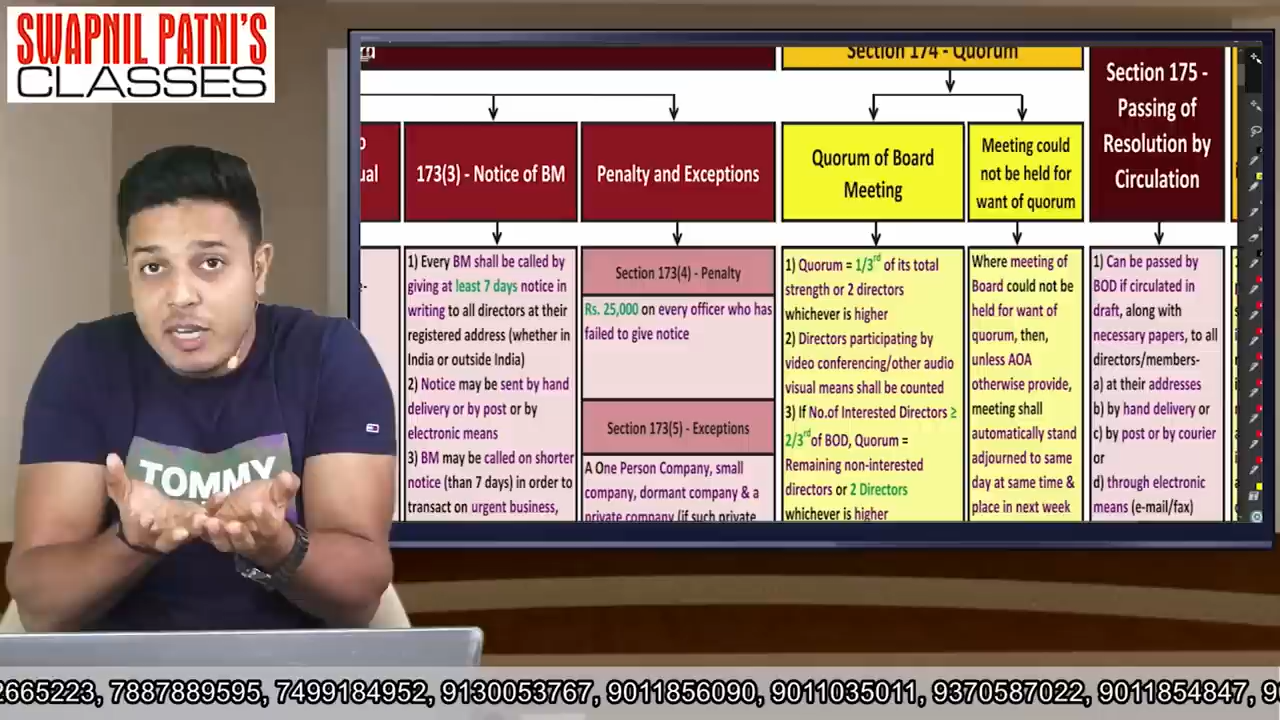 SWAPNIL PATNI'S
CLASSES
Section 174 - Quorum
Section 175 -
Passing of
Resolution by
Circulation
ual
173(3) - Notice of BM
Penalty and Exceptions
Quorum of Board
Meeting
Meeting could
not be held for
want of quorum
1) Every BM shall be called by
giving at least 7 days notice in
writing to all directors at their
registered address (whether in
India or outside India)
2) Notice may be sent by hand
delivery or by post or by
electronic means
3) BM may be called on shorter
notice (than 7 days) in order to
transact on urgent business,
Section 173(4) - Penalty
Rs. 25,000 on every officer who has
failed to give notice
Section 173(5) - Exceptions
A One Person Company, small
company, dormant company & a
private company (if such private
1) Quorum = 1/3rd of its total
strength or 2 directors
whichever is higher
2) Directors participating by
video conferencing/other audio
visual means shall be counted
3) If No.of Interested Directors ≥
2/3rd of BOD, Quorum =
Remaining non-interested
directors or 2 Directors
whichever is higher
Where meeting of
Board could not be
held for want of
quorum, then,
unless AOA
otherwise provide,
meeting shall
automatically stand
adjourned to same
day at same time &
place in next week
1) Can be passed by
BOD if circulated in
draft, along with
necessary papers, to all
directors/members-
a) at their addresses
b) by hand delivery or
c) by post or by courier
or
d) through electronic
means (e-mail/fax)
TOMMY
2665223, 7887889595, 7499184952, 9130053767, 9011856090, 9011035011, 9370587022, 9011854847, 9